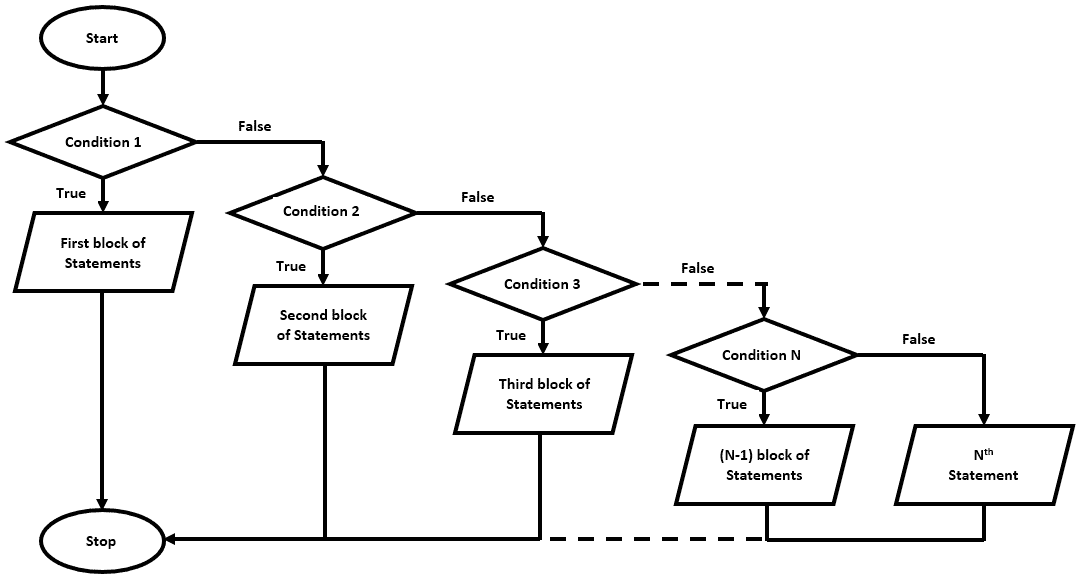 Start
Condition 1
False
True
First block of
Statements
Condition 2
False
True
Second block
of Statements
Condition 3
False
True
Third block of
Statements
Condition N
False
True
(N-1) block of
Statements
Nth
Statement
Stop